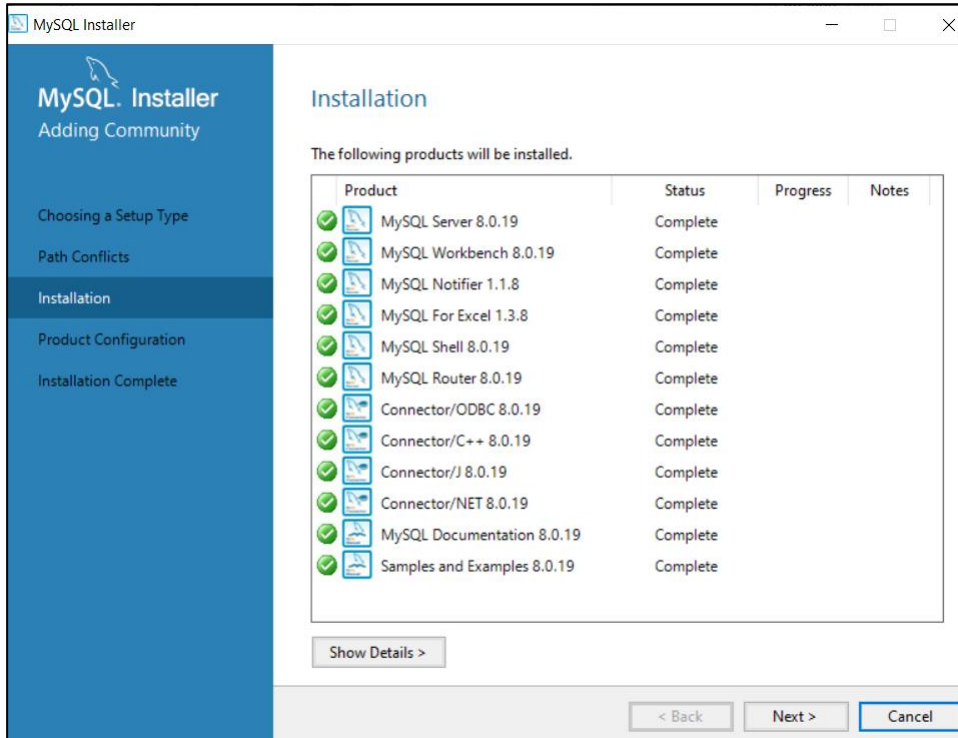 MySQL Installer
MySQL. Installer
Adding Community
Choosing a Setup Type
Path Conflicts
Installation
Product Configuration
Installation Complete
Installation
The following products will be installed.
Product Status Progress Notes
MySQL Server 8.0.19 Complete
MySQL Workbench 8.0.19 Complete
MySQL Notifier 1.1.8 Complete
MySQL For Excel 1.3.8 Complete
MySQL Shell 8.0.19 Complete
MySQL Router 8.0.19 Complete
Connector/ODBC 8.0.19 Complete
Connector/C++ 8.0.19 Complete
Connector/J 8.0.19 Complete
Connector/NET 8.0.19 Complete
MySQL Documentation 8.0.19 Complete
Samples and Examples 8.0.19 Complete
Show Details >
< Back Next > Cancel